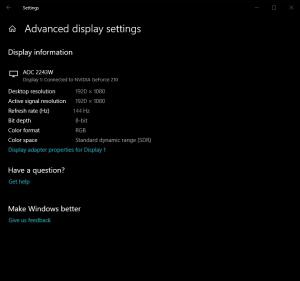 Settings
Advanced display settings
Display information
AOC 2243W
Display 1: Connected to NVIDIA GeForce 210
Desktop resolution 1920 × 1080
Active signal resolution 1920 × 1080
Refresh rate (Hz) 144 Hz
Bit depth 8-bit
Color format RGB
Color space Standard dynamic range (SDR)
Display adapter properties for Display 1
Have a question?
Get help
Make Windows better
Give us feedback